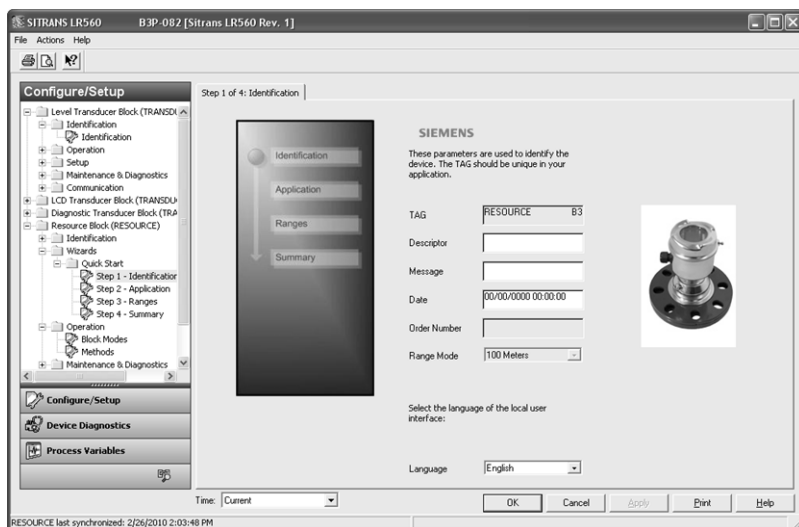 SITRANS LR560 B3P-082 [Sitrans LR560 Rev. 1]
File Actions Help
Configure/Setup
Level Transducer Block (TRANSDU
Identification
Identification
Operation
Setup
Maintenance & Diagnostics
Communication
LCD Transducer Block (TRANSDU
Diagnostic Transducer Block (TRA
Resource Block (RESOURCE)
Identification
Wizards
Quick Start
Step 1 - Identification
Step 2 - Application
Step 3 - Ranges
Step 4 - Summary
Operation
Block Modes
Methods
Maintenance & Diagnostics
Configure/Setup
Device Diagnostics
Process Variables
Step 1 of 4: Identification
Identification
Application
Ranges
Summary
SIEMENS
These parameters are used to identify the
device. The TAG should be unique in your
application.
TAG RESOURCE B3
Descriptor
Message
Date 00/00/0000 00:00:00
Order Number
Range Mode 100 Meters
Select the language of the local user
interface:
Language English
Time: Current
OK Cancel Apply Print Help
RESOURCE last synchronized: 2/26/2010 2:03:48 PM